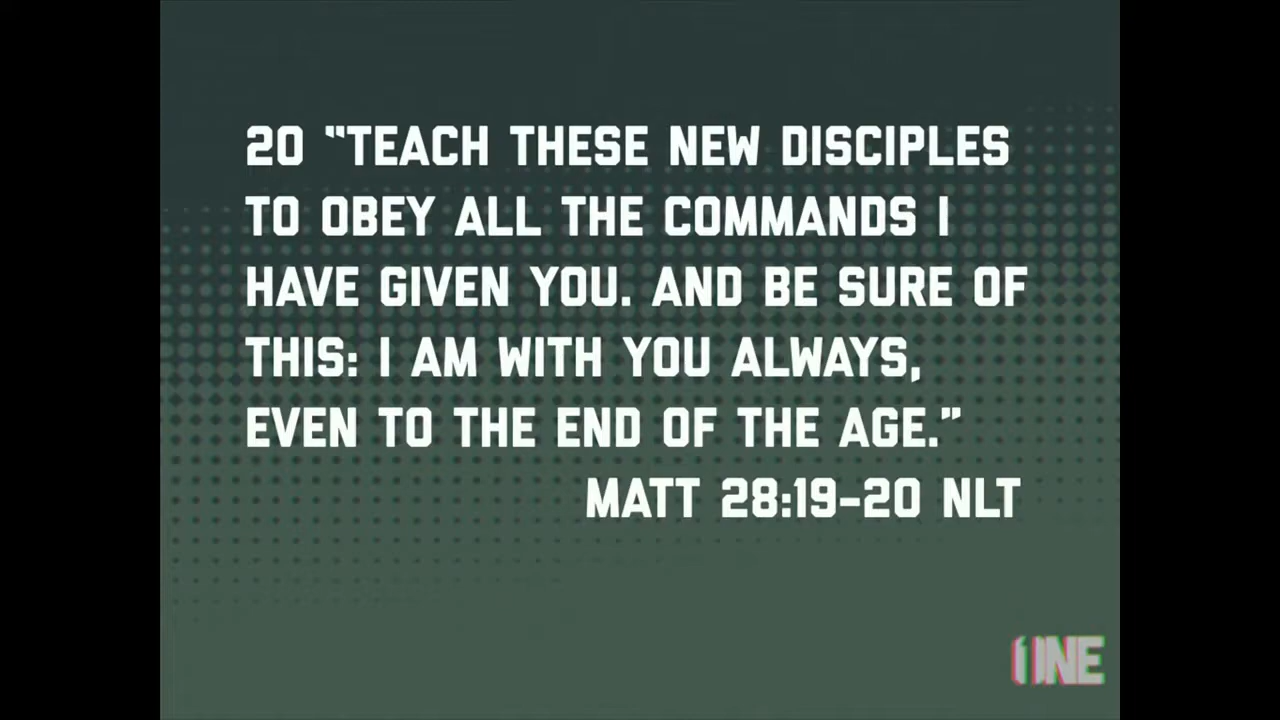 20 “TEACH THESE NEW DISCIPLES
TO OBEY ALL THE COMMANDS I
HAVE GIVEN YOU. AND BE SURE OF
THIS: I AM WITH YOU ALWAYS,
EVEN TO THE END OF THE AGE.”
MATT 28:19-20 NLT